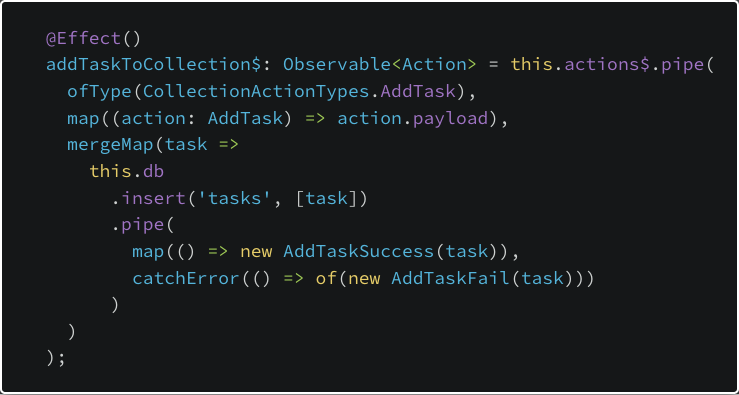 @Effect()
addTaskToCollection$: Observable<Action> = this.actions$.pipe(
ofType(CollectionActionTypes.AddTask),
map((action: AddTask) => action.payload),
mergeMap(task =>
this.db
.insert('tasks', [task])
.pipe(
map(() => new AddTaskSuccess(task)),
catchError(() => of(new AddTaskFail(task)))
)
)
);